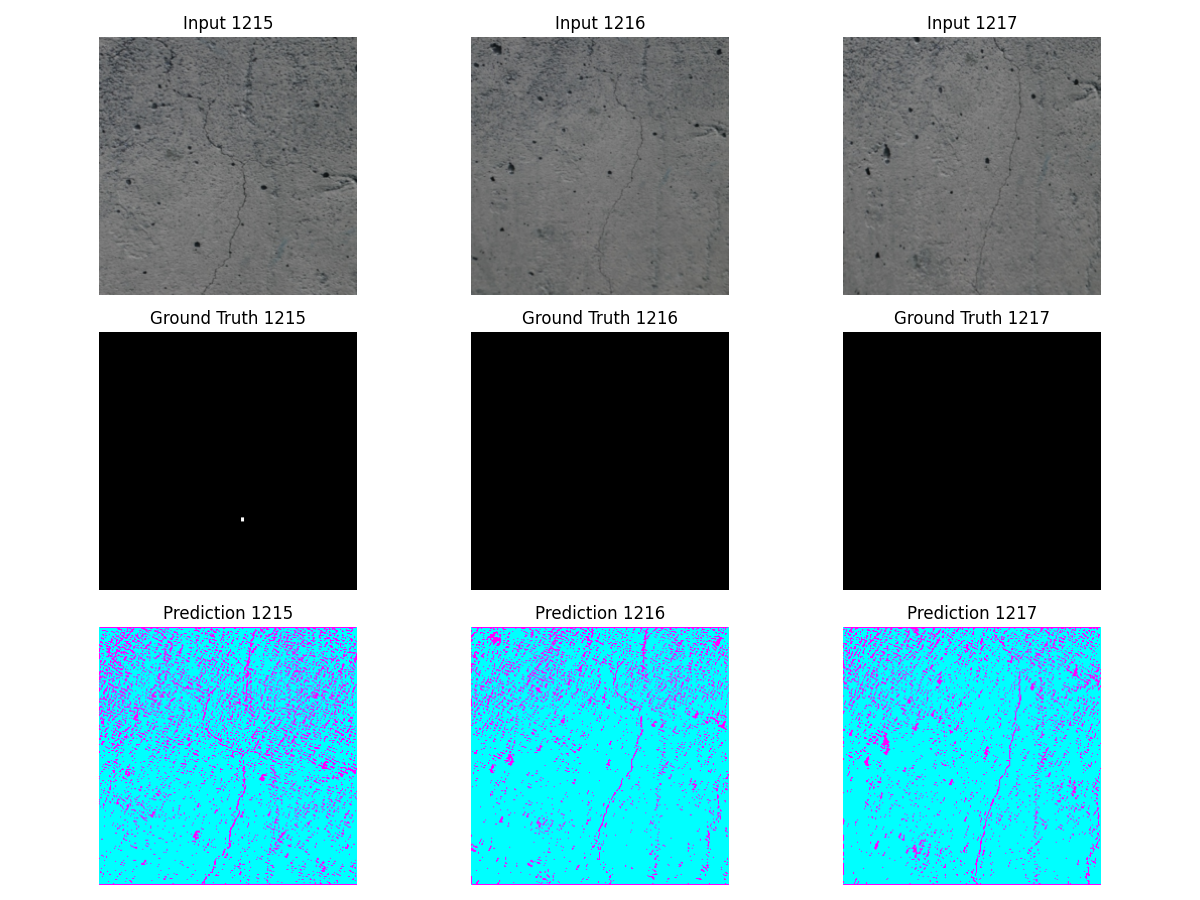 Input 1215
Input 1216
Input 1217
Ground Truth 1215
Ground Truth 1216
Ground Truth 1217
Prediction 1215
Prediction 1216
Prediction 1217